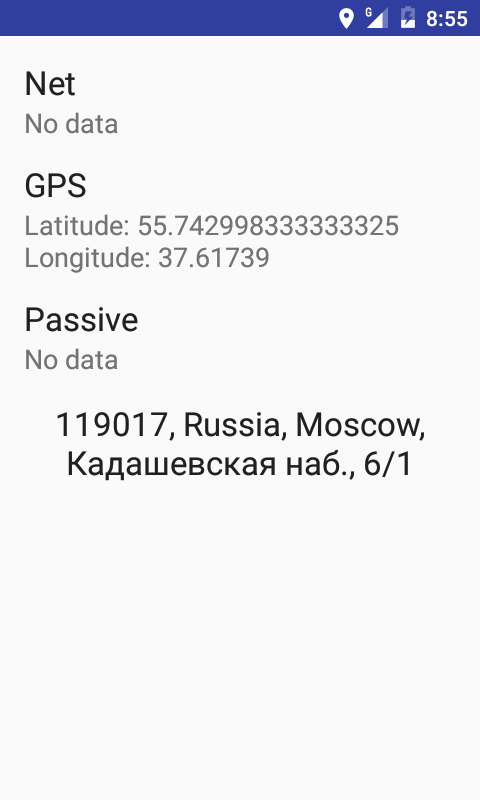 G 8:55
Net
No data
GPS
Latitude: 55.742998333333325
Longitude: 37.61739
Passive
No data
119017, Russia, Moscow,
Кадашевская наб., 6/1